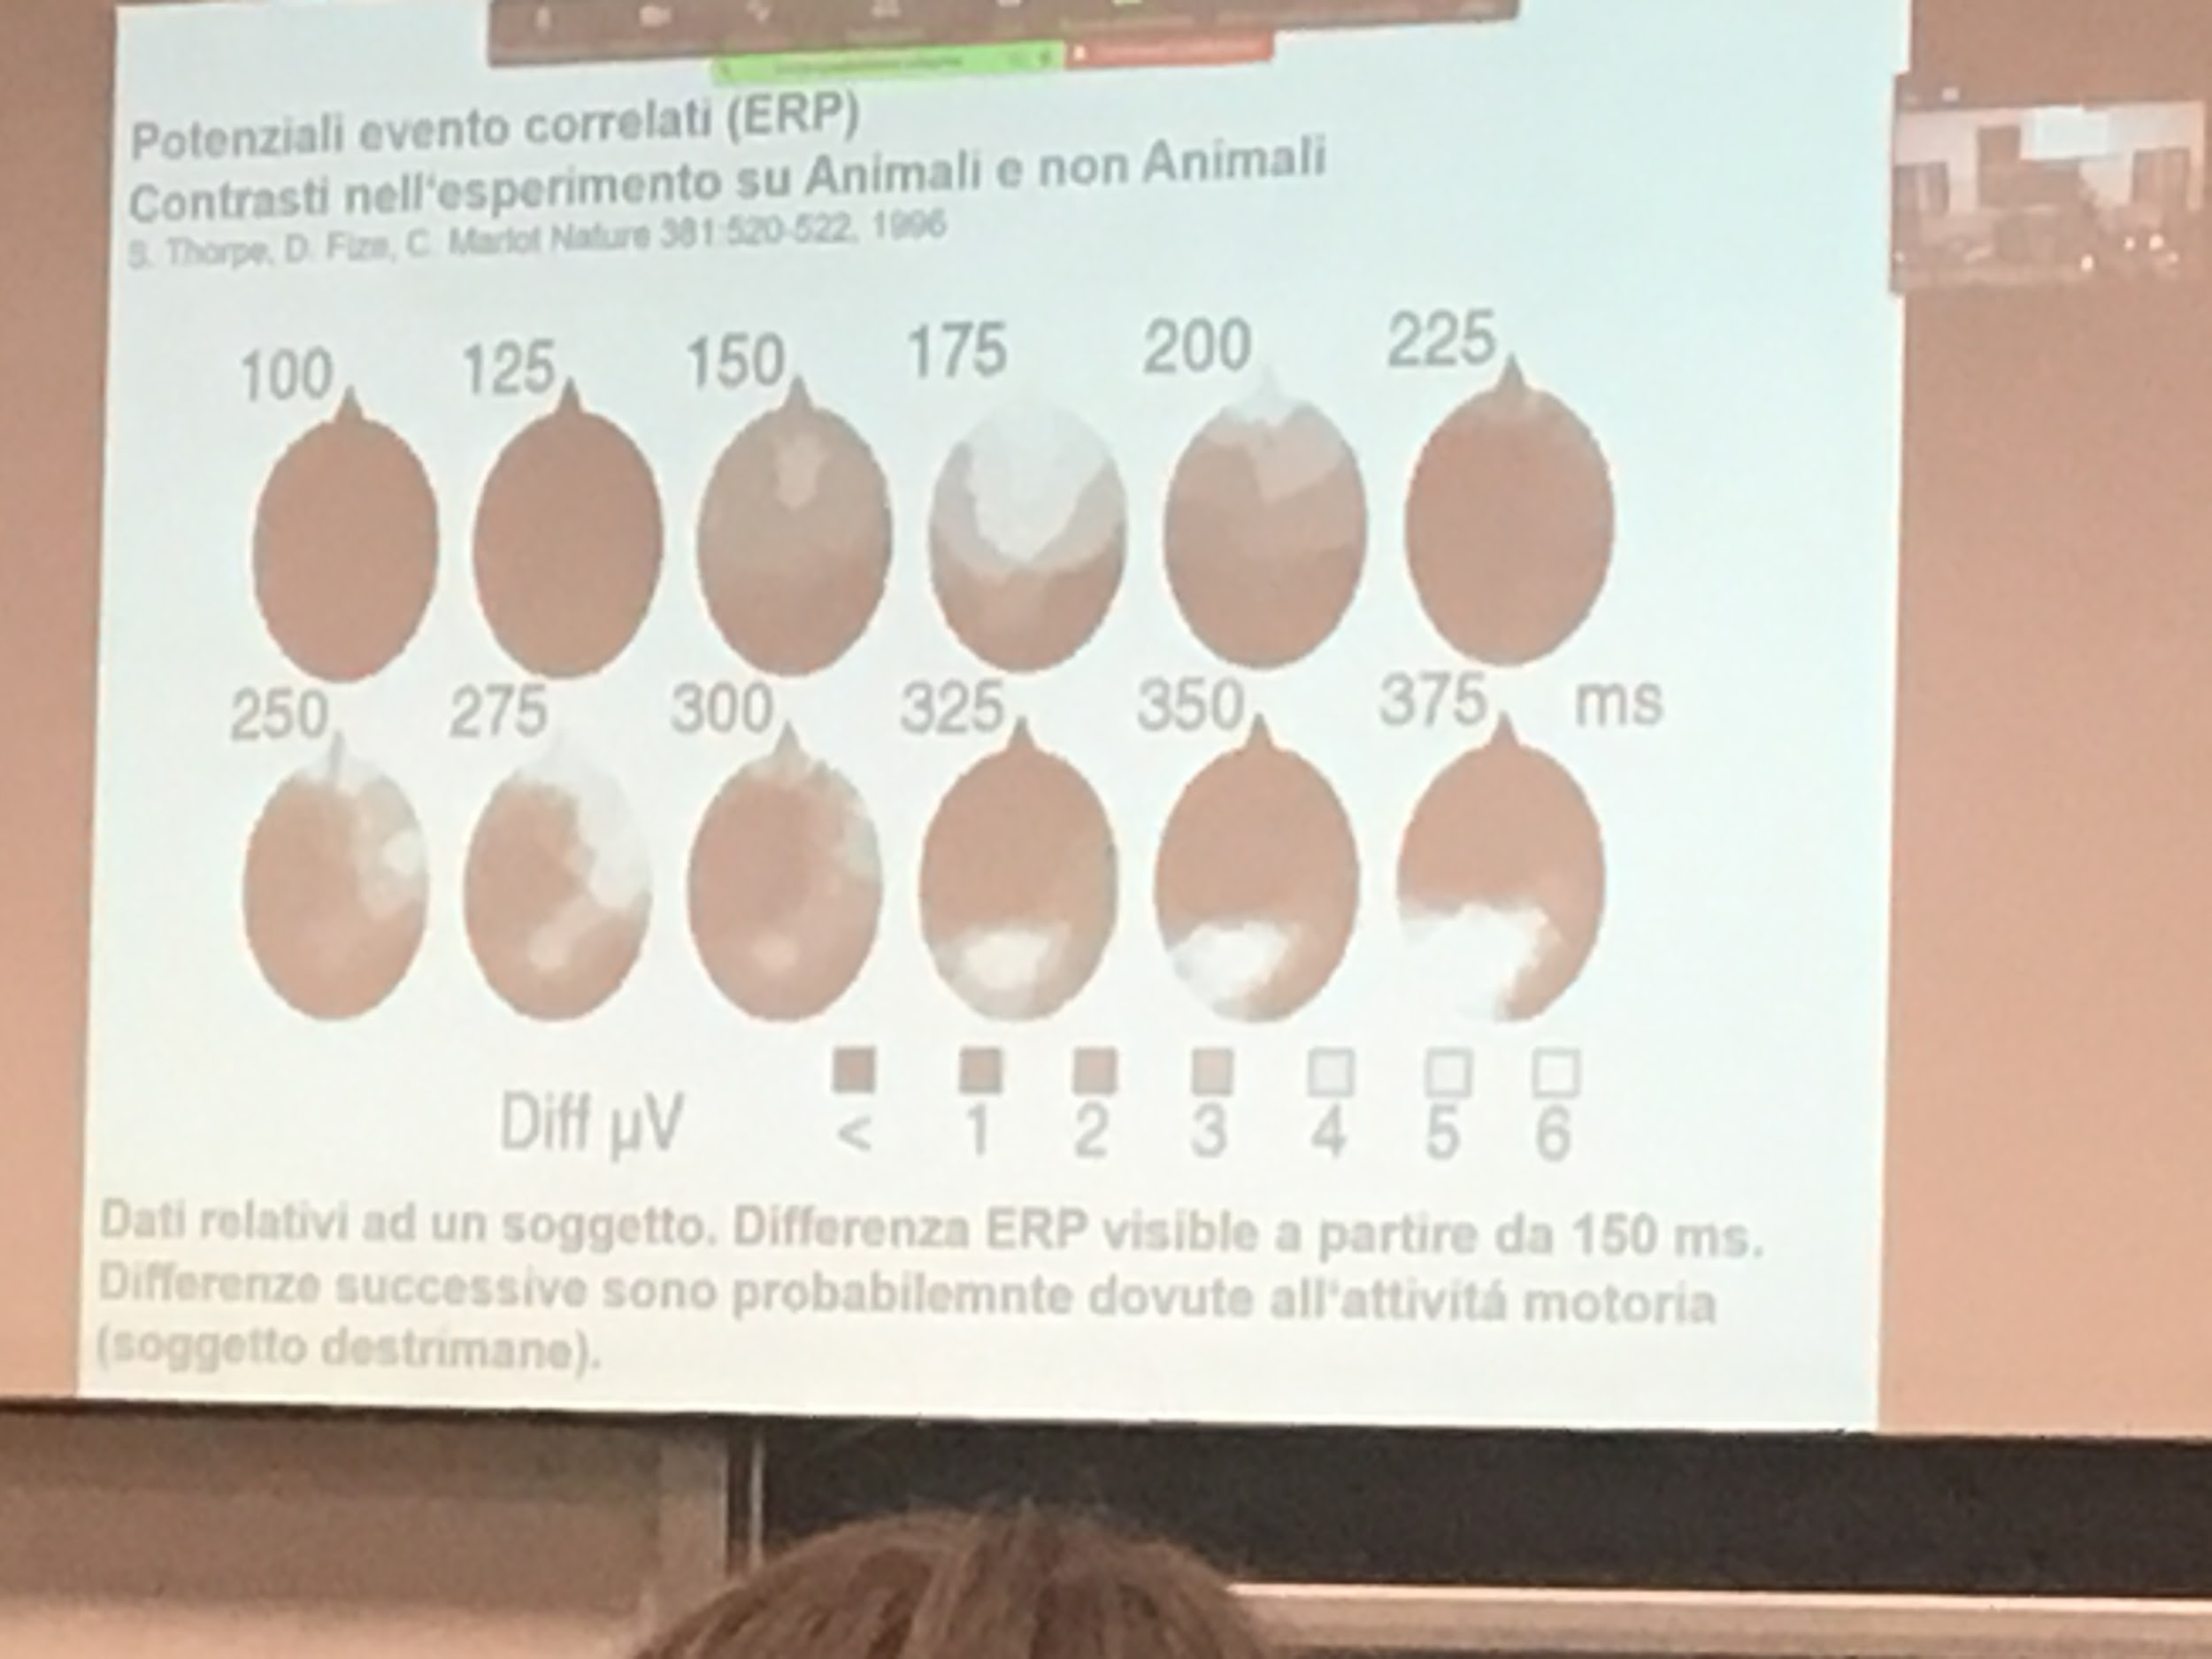 Potenziali evento correlati (ERP)
Contrasti nell'esperimento su Animali e non Animali
S. Thorpe, D. Fize, C. Marlot Nature 381:520-522, 1996
100 125 150 175 200 225
250 275 300 325 350 375 ms
Diff µV < 1 2 3 4 5 6
Dati relativi ad un soggetto. Differenza ERP visible a partire da 150 ms.
Differenze successive sono probabilemnte dovute all'attivitá motoria
(soggetto destrimane).